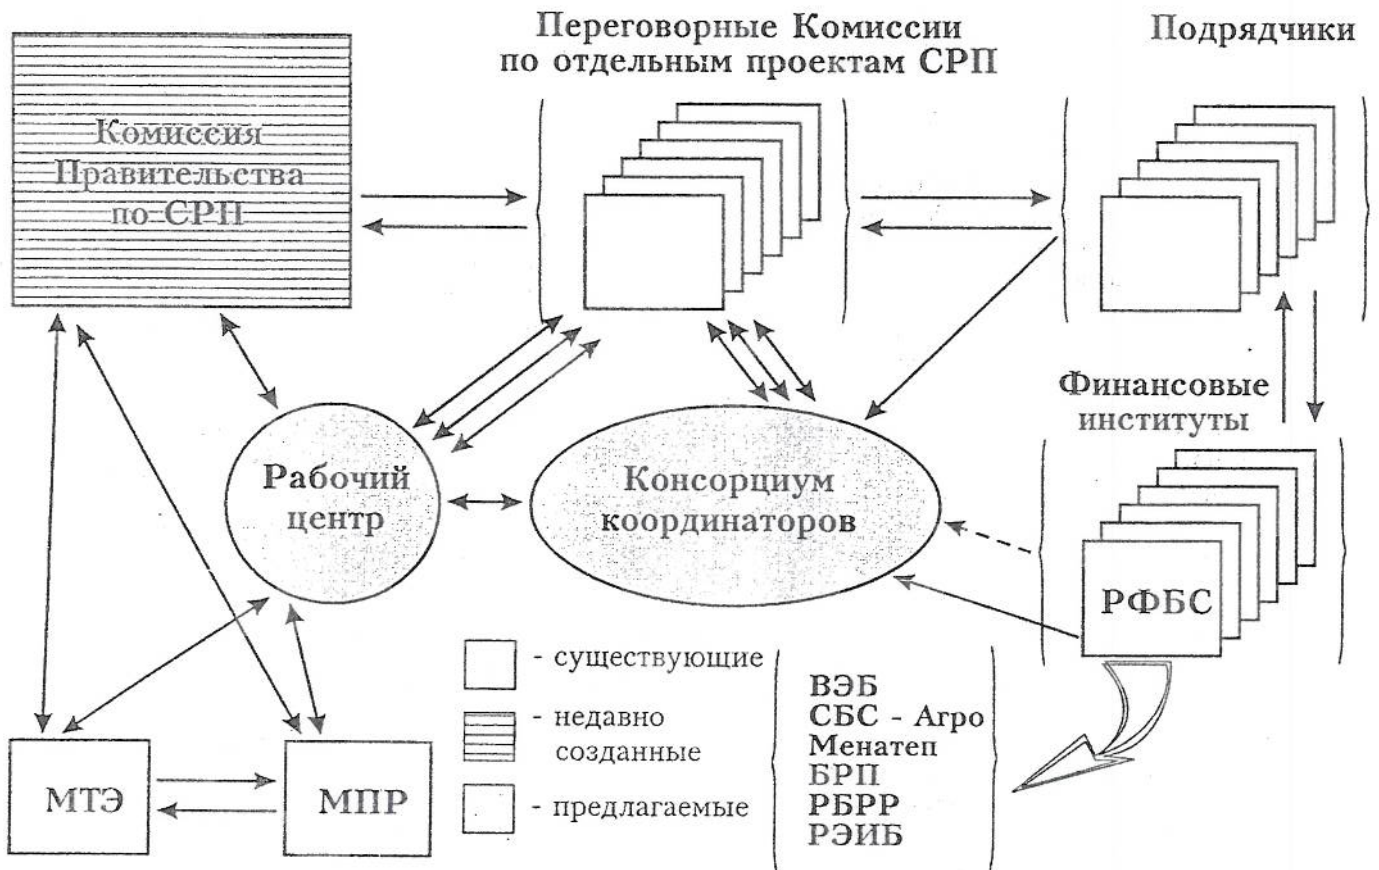 Переговорные Комиссии
по отдельным проектам СРП
Подрядчики
Комиссия
Правительства
по СРП
Финансовые
институты
Рабочий
центр
Консорциум
координаторов
РФБС
- существующие
- недавно
созданные
- предлагаемые
ВЭБ
СБС - Агро
Менатеп
БРП
РБРР
РЭИБ
МТЭ
МПР